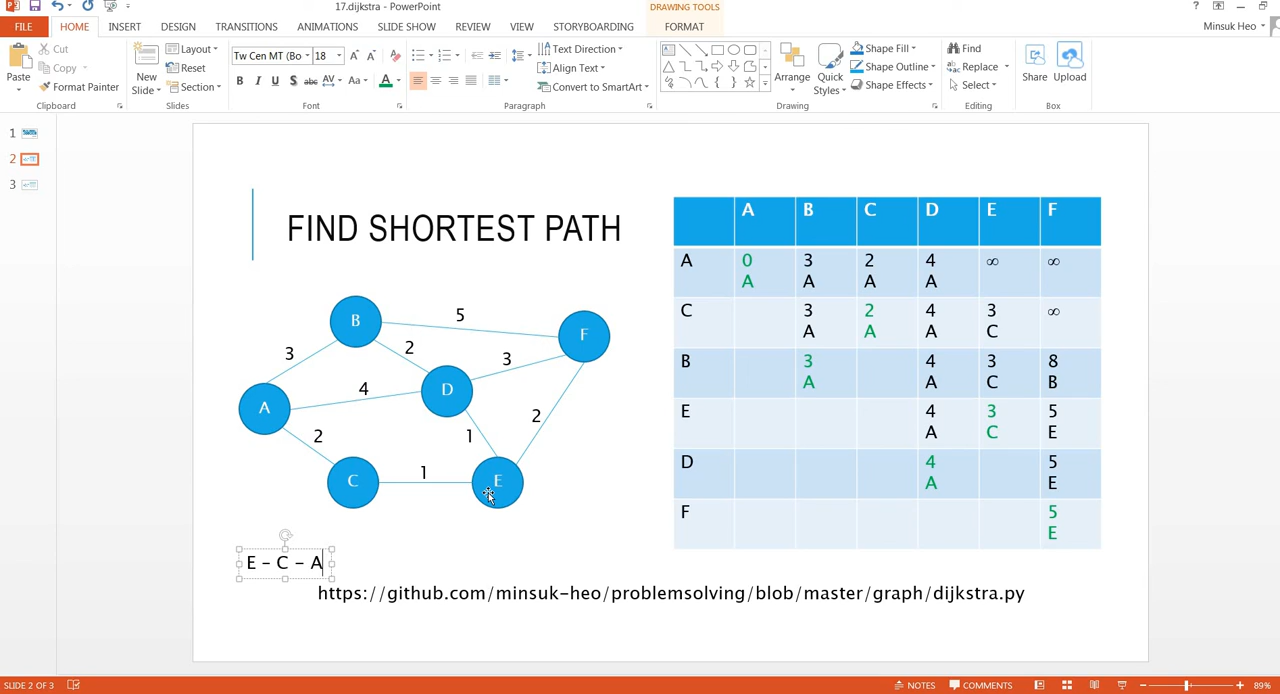 17.dijkstra - PowerPoint
DRAWING TOOLS
?
FILE
HOME
INSERT
DESIGN
TRANSITIONS
ANIMATIONS
SLIDE SHOW
REVIEW
VIEW
STORYBOARDING
FORMAT
Minsuk Heo
Paste
Cut
Copy
Format Painter
Clipboard
New
Slide
Layout
Reset
Section
Slides
Tw Cen MT (Bo
18
B I U S abc AV Aa A
Font
Text Direction
Align Text
Convert to SmartArt
Paragraph
Arrange
Quick
Styles
Shape Fill
Shape Outline
Shape Effects
Drawing
Find
Replace
Select
Editing
Share
Upload
Box
1
2
3
FIND SHORTEST PATH
B
5
F
3
2
3
A
4
D
2
2
1
C
1
E
E – C – A
https://github.com/minsuk-heo/problemsolving/blob/master/graph/dijkstra.py
A B C D E F
A 0 3 2 4 ∞ ∞
A A A A
C 3 2 4 3 ∞
A A A C
B 3 4 3 8
A A C B
E 4 3 5
A C E
D 4 5
A E
F 5
E
SLIDE 2 OF 3
NOTES
COMMENTS
89%